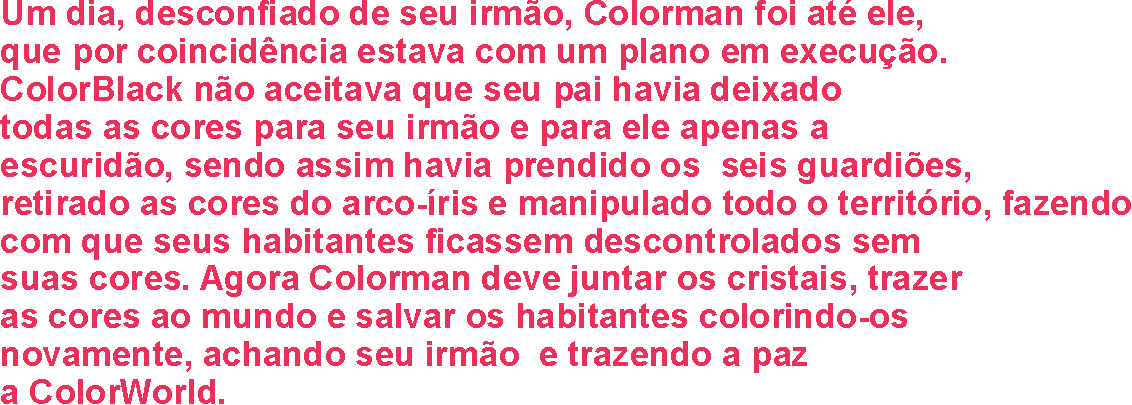 Um dia, desconfiado de seu irmão, Colorman foi até ele,
que por coincidência estava com um plano em execução.
ColorBlack não aceitava que seu pai havia deixado
todas as cores para seu irmão e para ele apenas a
escuridão, sendo assim havia prendido os  seis guardiões,
retirado as cores do arco-íris e manipulado todo o território, fazendo
com que seus habitantes ficassem descontrolados sem
suas cores. Agora Colorman deve juntar os cristais, trazer
as cores ao mundo e salvar os habitantes colorindo-os
novamente, achando seu irmão  e trazendo a paz
a ColorWorld.